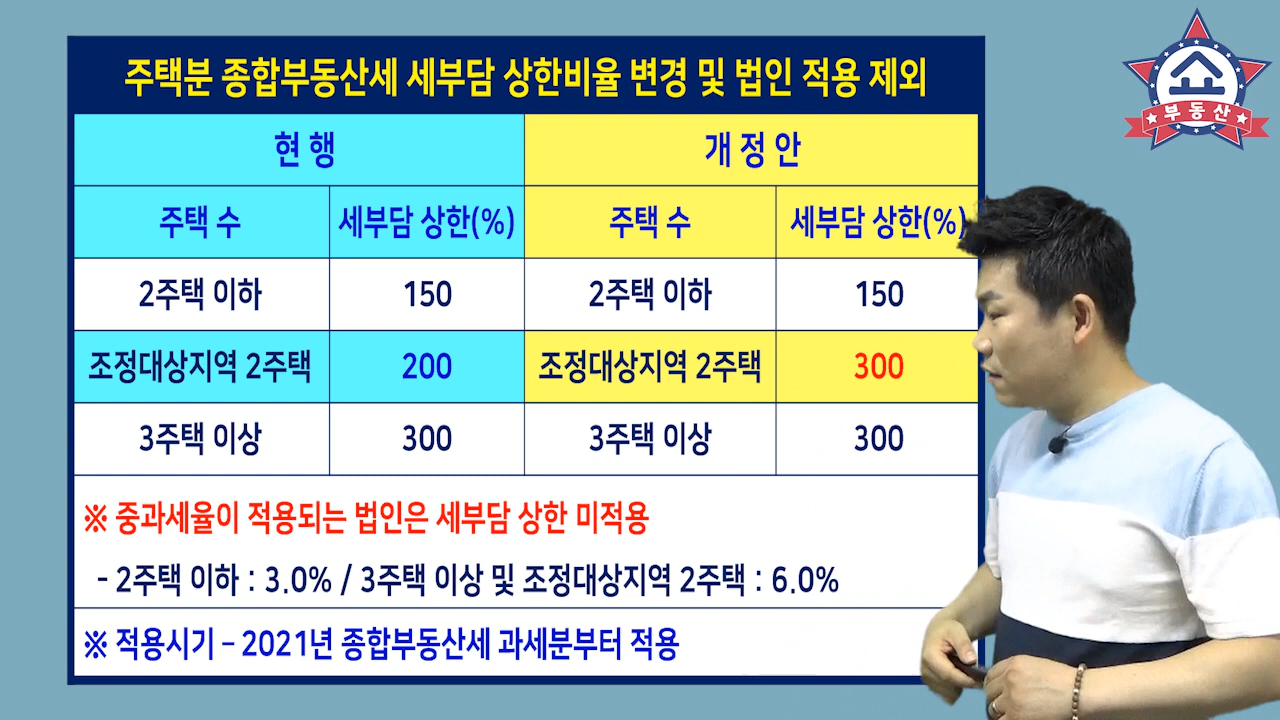 주택분 종합부동산세 세부담 상한비율 변경 및 법인 적용 제외
부동산
현 행 개 정 안
주택 수 세부담 상한(%) 주택 수 세부담 상한(%)
2주택 이하 150 2주택 이하 150
조정대상지역 2주택 200 조정대상지역 2주택 300
3주택 이상 300 3주택 이상 300
※ 중과세율이 적용되는 법인은 세부담 상한 미적용
- 2주택 이하 : 3.0% / 3주택 이상 및 조정대상지역 2주택 : 6.0%
※ 적용시기 – 2021년 종합부동산세 과세분부터 적용